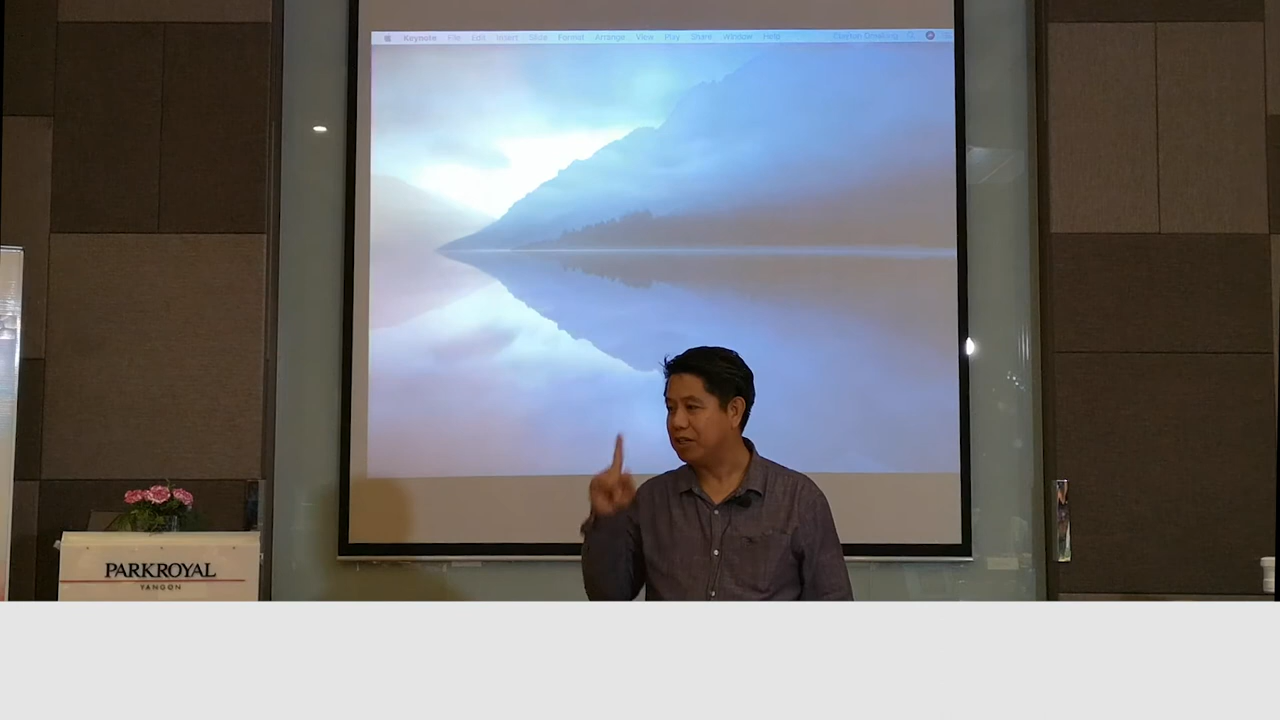 Keynote File Edit Insert Slide Format Arrange View Play Share Window Help
PARKROYAL
YANGON